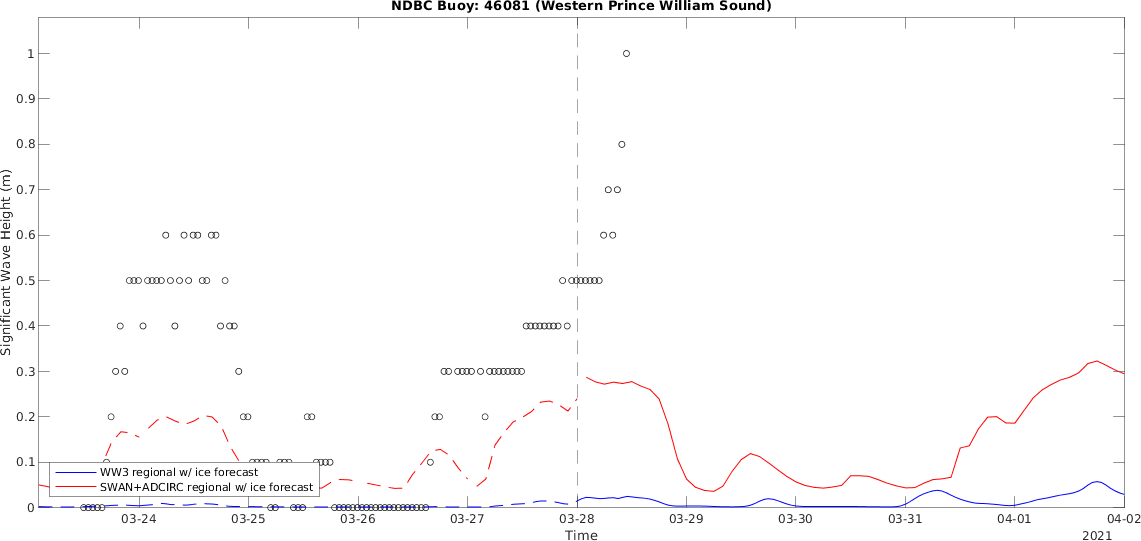 NDBC Buoy: 46081 (Western Prince William Sound)
Significant Wave Height (m)
1
0.9
0.8
0.7
0.6
0.5
0.4
0.3
0.2
0.1
0
WW3 regional w/ ice forecast
SWAN+ADCIRC regional w/ ice forecast
03-24 03-25 03-26 03-27 03-28 03-29 03-30 03-31 04-01 04-02
Time
2021